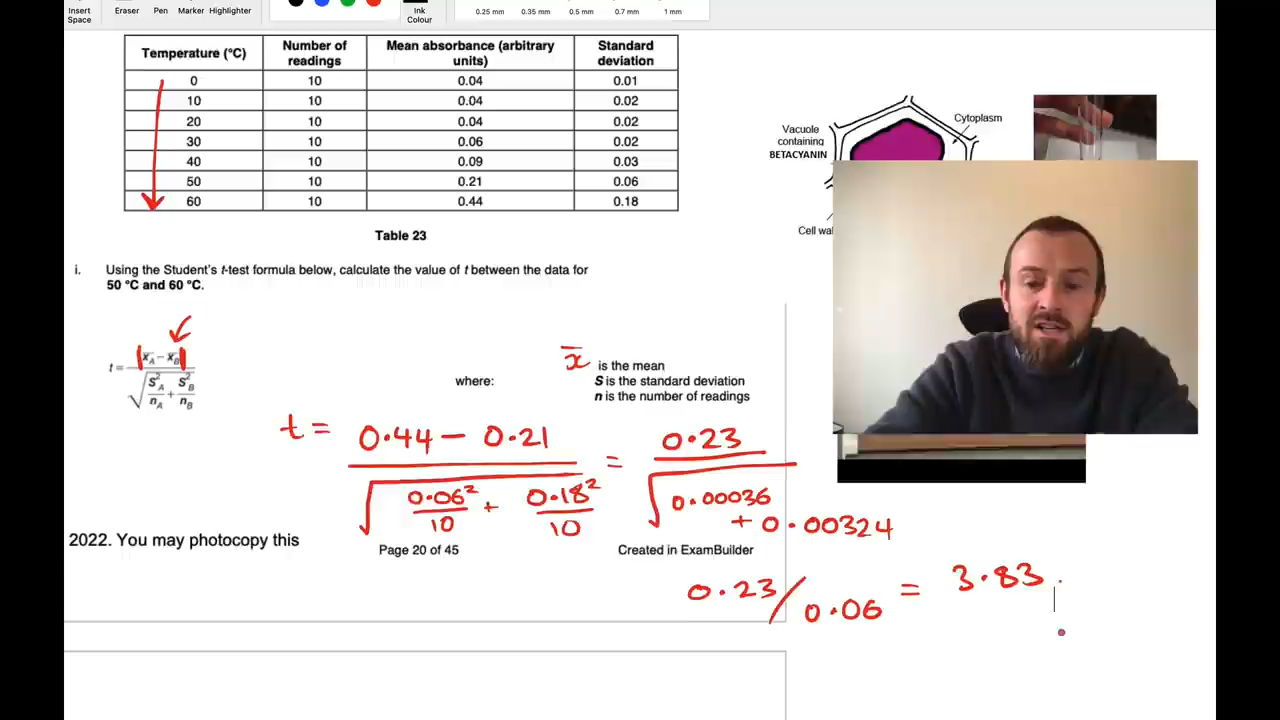 Insert
Space
Eraser
Pen
Marker
Highlighter
Ink
Colour
0.25 mm
0.35 mm
0.5 mm
0.7 mm
1 mm
Temperature (°C) Number of readings Mean absorbance (arbitrary units) Standard deviation
0 10 0.04 0.01
10 10 0.04 0.02
20 10 0.04 0.02
30 10 0.06 0.02
40 10 0.09 0.03
50 10 0.21 0.06
60 10 0.44 0.18
Table 23
Vacuole
containing
BETACYANIN
Cytoplasm
Cell wal
i. Using the Student's t-test formula below, calculate the value of t between the data for
50 °C and 60 °C.
t = |x̄A – x̄B| / √(S²A/nA + S²B/nB)
where:
x̄ is the mean
S is the standard deviation
n is the number of readings
t = (0.44 – 0.21) / √(0.06²/10 + 0.18²/10) = 0.23 / √(0.00036 + 0.00324
0.23/0.06 = 3.83
2022. You may photocopy this
Page 20 of 45
Created in ExamBuilder